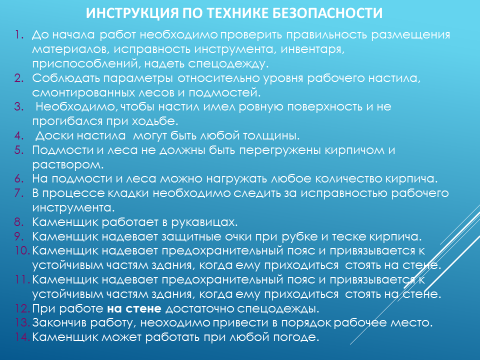 ИНСТРУКЦИЯ ПО ТЕХНИКЕ БЕЗОПАСНОСТИ
1. До начала работ необходимо проверить правильность размещения
материалов, исправность инструмента, инвентаря,
приспособлений, надеть спецодежду.
2. Соблюдать параметры относительно уровня рабочего настила,
смонтированных лесов и подмостей.
3. Необходимо, чтобы настил имел ровную поверхность и не
прогибался при ходьбе.
4. Доски настила могут быть любой толщины.
5. Подмости и леса не должны быть перегружены кирпичом и
раствором.
6. На подмости и леса можно нагружать любое количество кирпича.
7. В процессе кладки необходимо следить за исправностью рабочего
инструмента.
8. Каменщик работает в рукавицах.
9. Каменщик надевает защитные очки при рубке и теске кирпича.
10. Каменщик надевает предохранительный пояс и привязывается к
устойчивым частям здания, когда ему приходиться стоять на стене.
11. Каменщик надевает предохранительный пояс и привязывается к
устойчивым частям здания, когда ему приходиться стоять на стене.
12. При работе на стене достаточно спецодежды.
13. Закончив работу, неоходимо привести в порядок рабочее место.
14. Каменщик может работать при любой погоде.